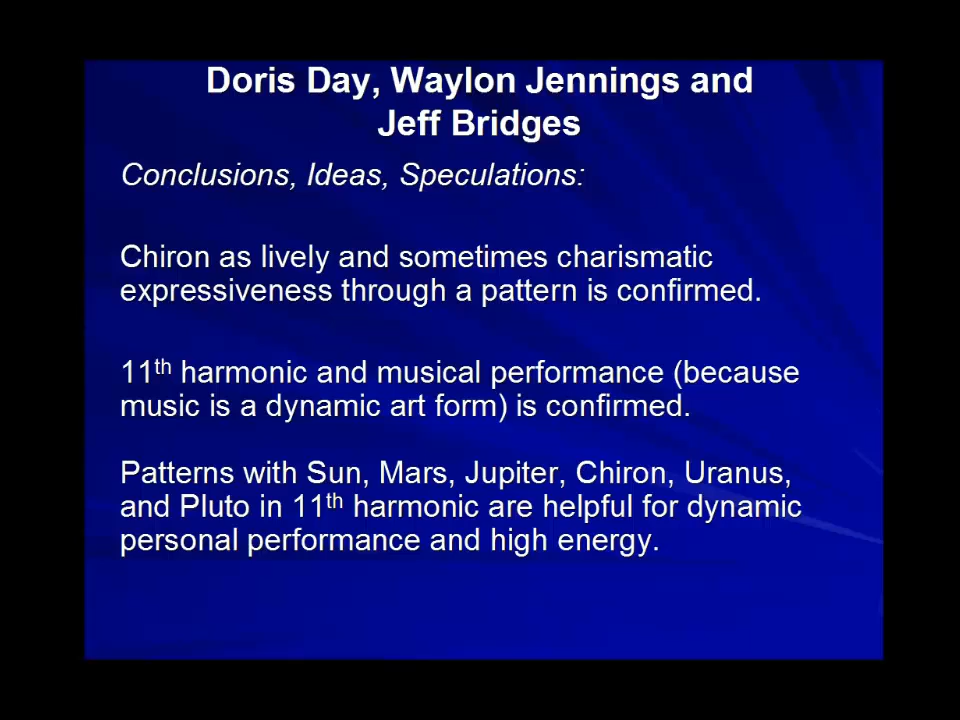 Doris Day, Waylon Jennings and
Jeff Bridges
Conclusions, Ideas, Speculations:
Chiron as lively and sometimes charismatic
expressiveness through a pattern is confirmed.
11th harmonic and musical performance (because
music is a dynamic art form) is confirmed.
Patterns with Sun, Mars, Jupiter, Chiron, Uranus,
and Pluto in 11th harmonic are helpful for dynamic
personal performance and high energy.